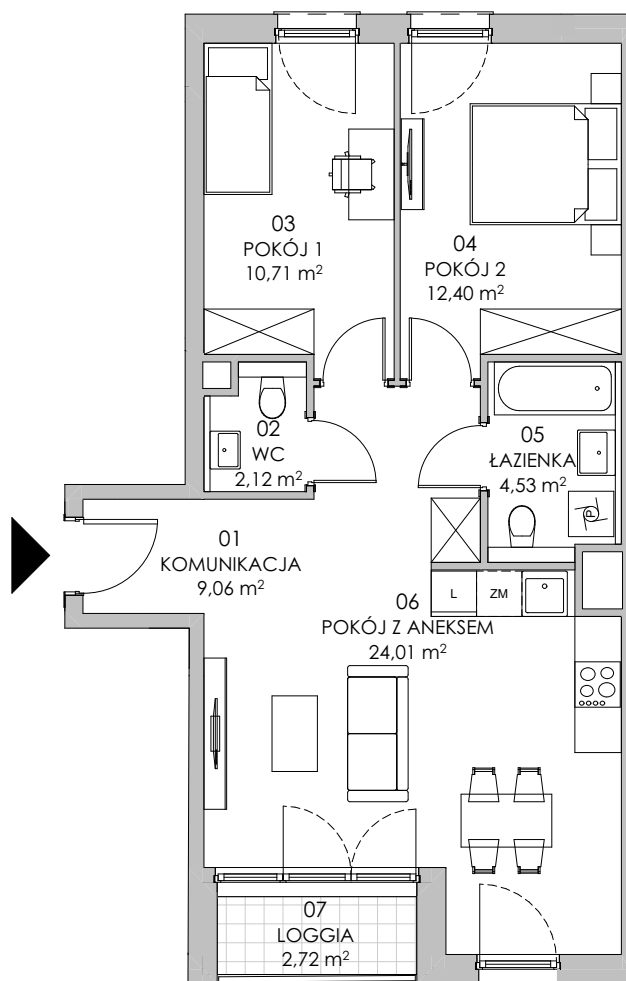 03
POKÓJ 1
10,71 m²
04
POKÓJ 2
12,40 m²
02
WC
2,12 m²
05
ŁAZIENKA
4,53 m²
P
01
KOMUNIKACJA
9,06 m²
L
ZM
06
POKÓJ Z ANEKSEM
24,01 m²
07
LOGGIA
2,72 m²